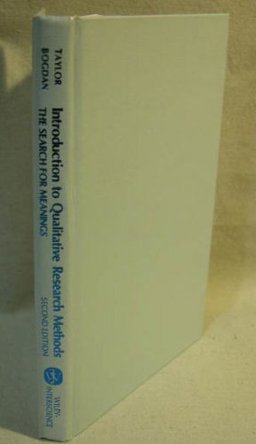 TAYLOR
BOGDAN
Introduction to Qualitative Research Methods
THE SEARCH FOR MEANINGS
SECOND EDITION
WILEY-
INTERSCIENCE